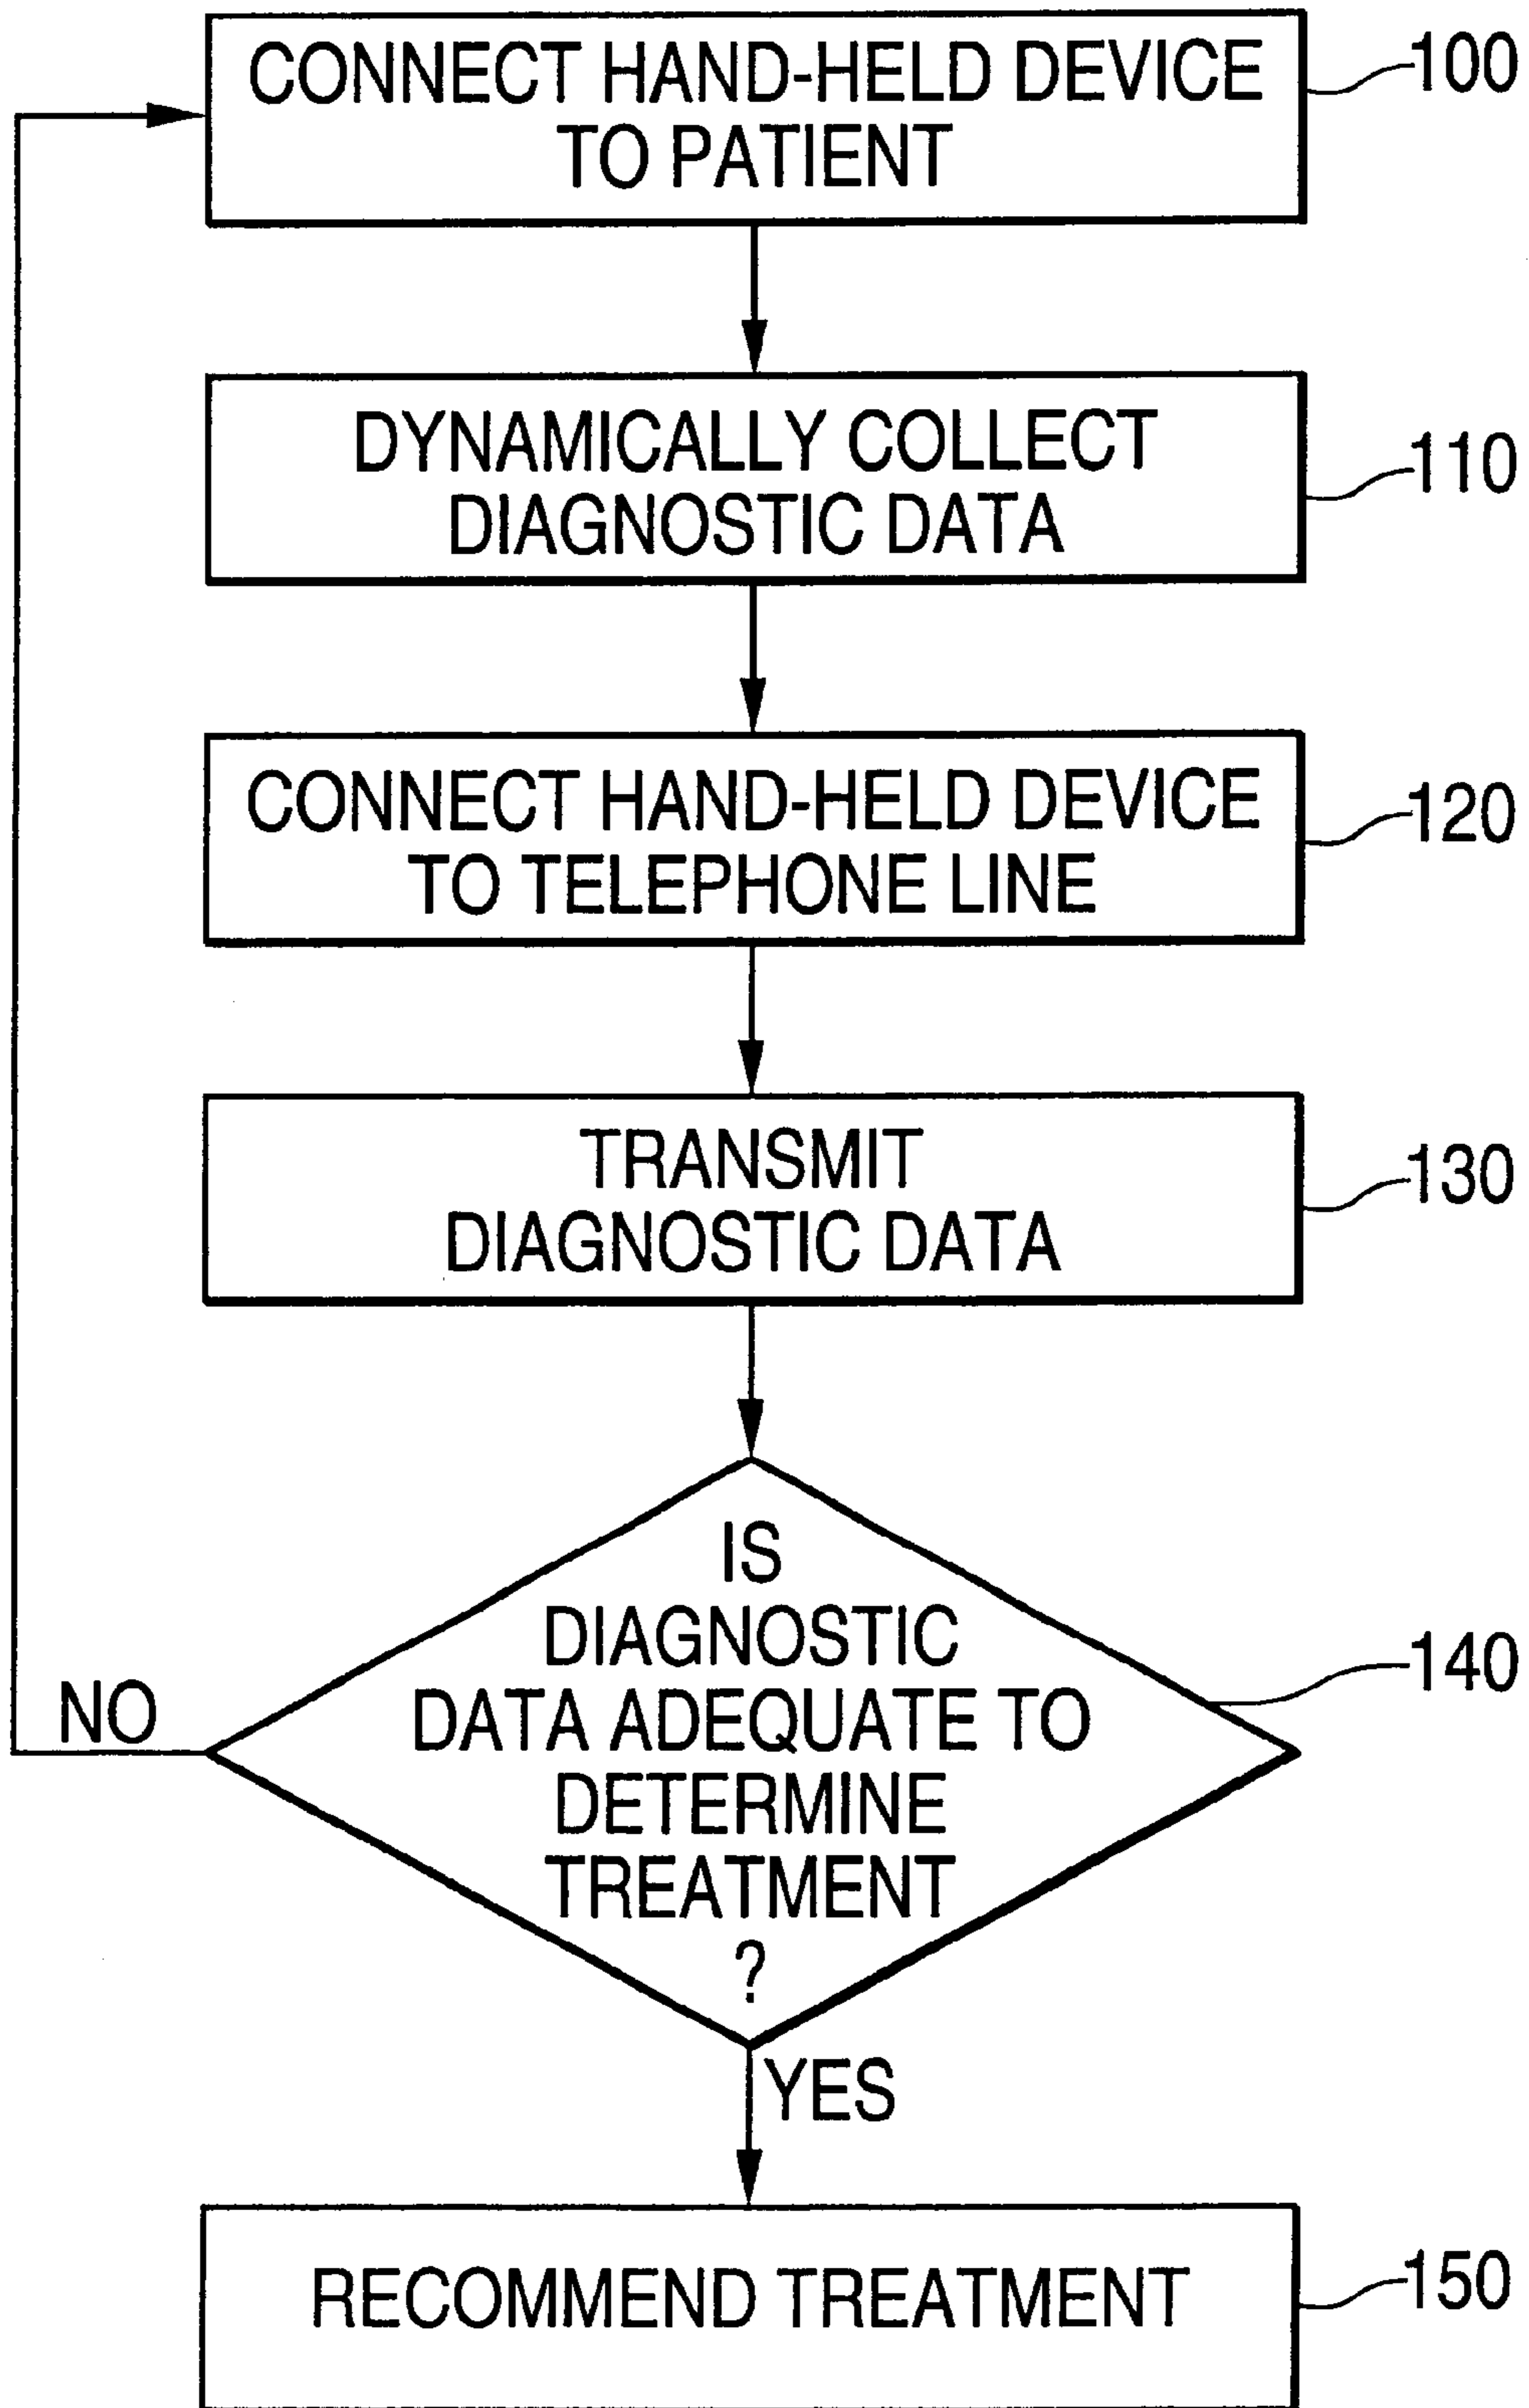 CONNECT HAND-HELD DEVICE
TO PATIENT
100
DYNAMICALLY COLLECT
DIAGNOSTIC DATA
110
CONNECT HAND-HELD DEVICE
TO TELEPHONE LINE
120
TRANSMIT
DIAGNOSTIC DATA
130
IS
DIAGNOSTIC
DATA ADEQUATE TO
DETERMINE
TREATMENT
?
140
NO
YES
RECOMMEND TREATMENT
150